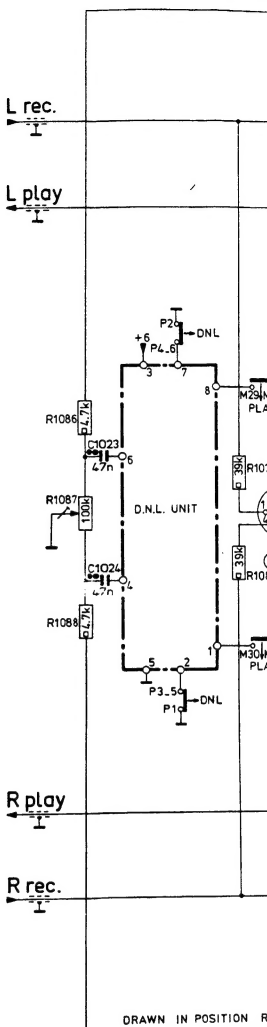 L rec.
L play
P2
DNL
+6
P4_6
3
7
8
M29
PLA
R1086
4.7k
C1023
47n
6
39k
R1087
100k
D.N.L. UNIT
1
39k
C1024
47n
4
R1088
4.7k
1
M30
PLA
5
2
P3_5
DNL
P1
R play
R rec.
DRAWN IN POSITION R